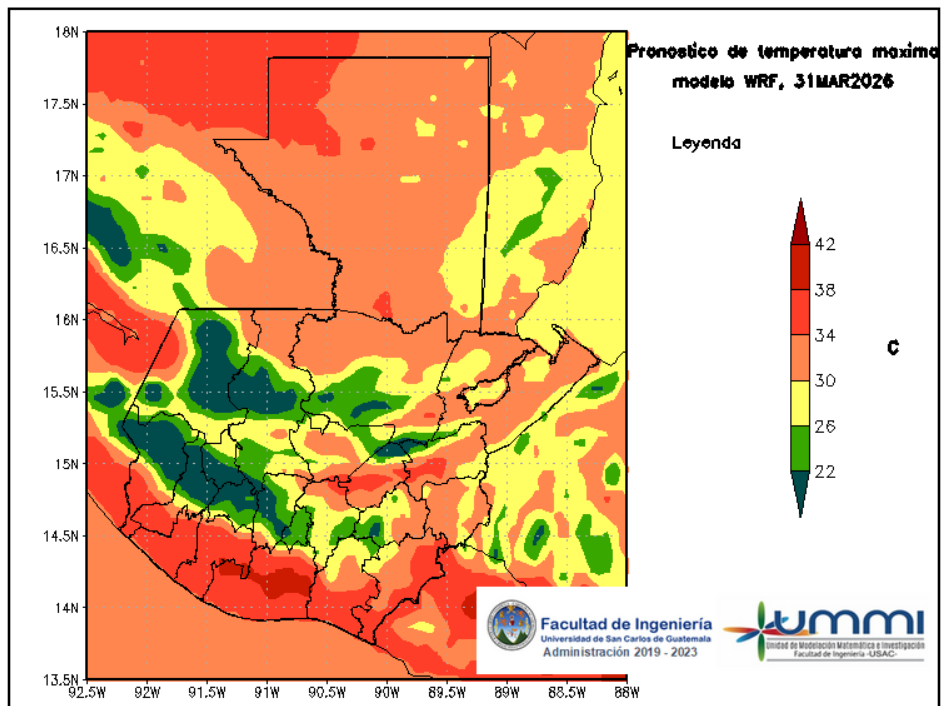 Pronostico de temperatura maxima
modelo WRF, 31MAR2026
Leyenda
42
38
34
30
26
22
C
18N
17.5N
17N
16.5N
16N
15.5N
15N
14.5N
14N
13.5N
92.5W
92W
91.5W
91W
90.5W
90W
89.5W
89W
88.5W
88W
Facultad de Ingeniería
Universidad de San Carlos de Guatemala
Administración 2019 - 2023
UMMI
Unidad de Modelación Matemática e Investigación
Facultad de Ingeniería -USAC-